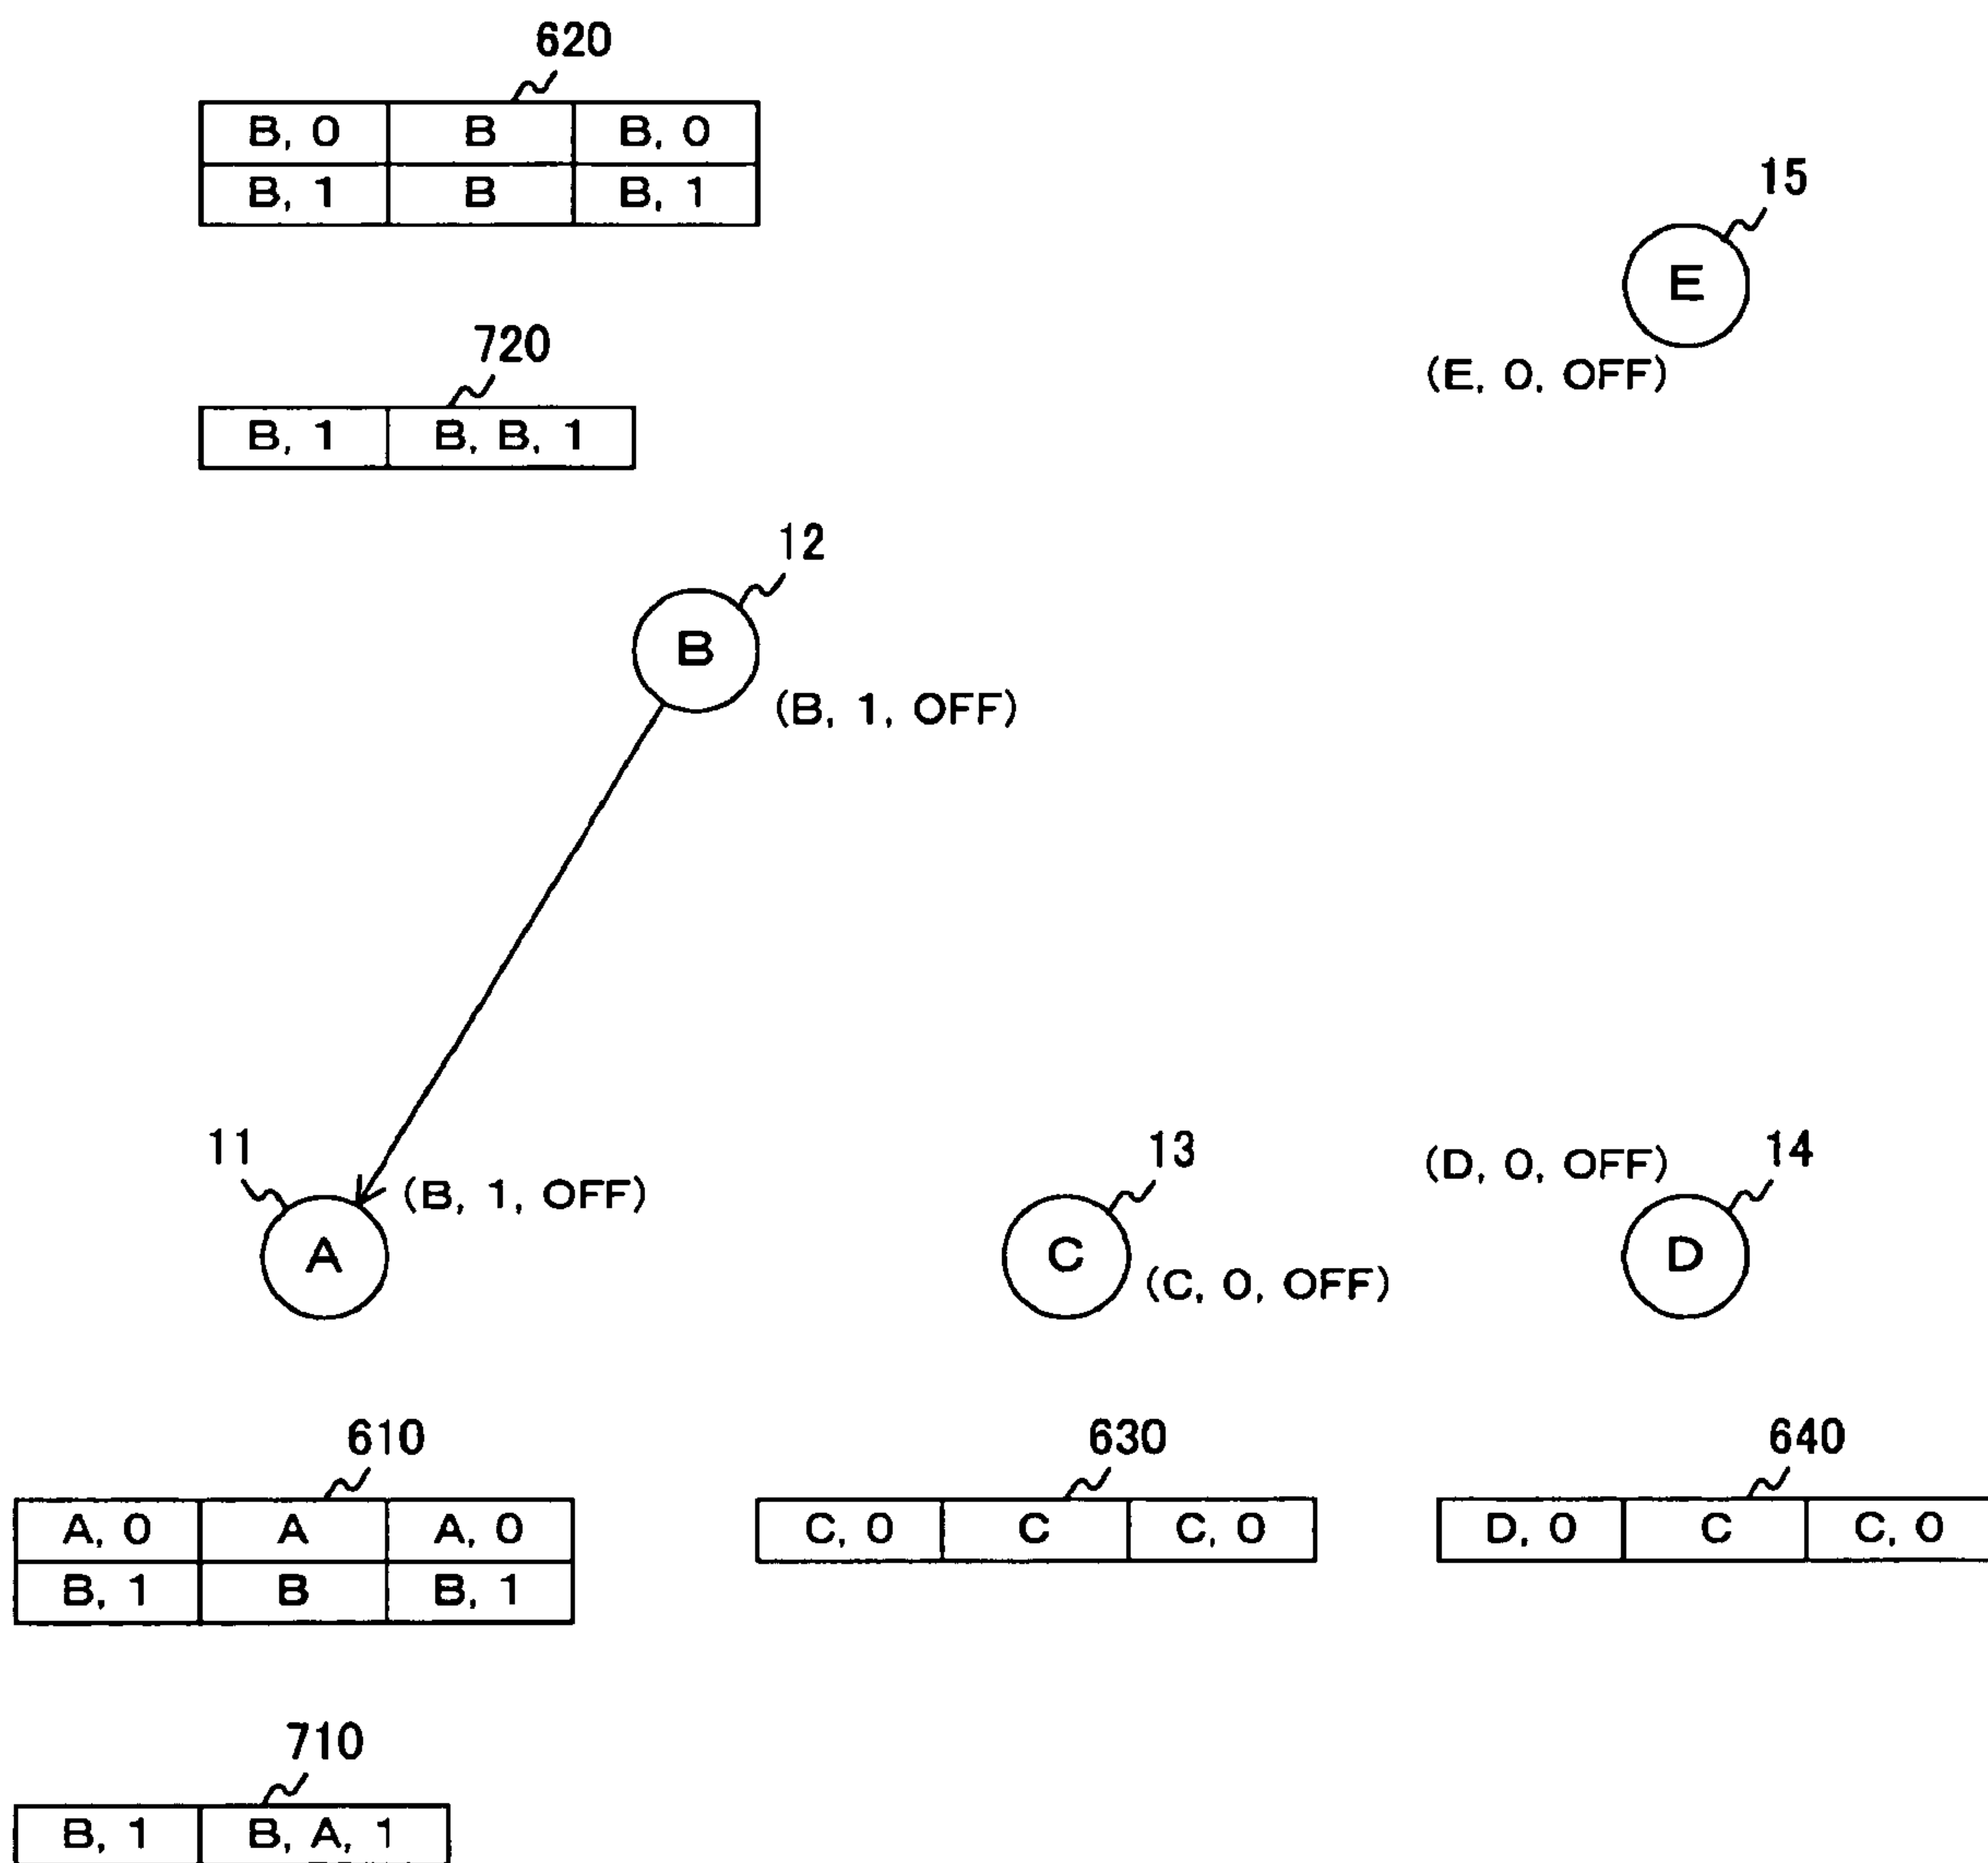 620
B, 0 B B, 0
B, 1 B B, 1
15
E
(E, 0, OFF)
720
B, 1 B, B, 1
12
B
(B, 1, OFF)
11
(B, 1, OFF)
A
13
C
(C, 0, OFF)
(D, 0, OFF)
14
D
610
A, 0 A A, 0
B, 1 B B, 1
630
C, 0 C C, 0
640
D, 0 C C, 0
710
B, 1 B, A, 1